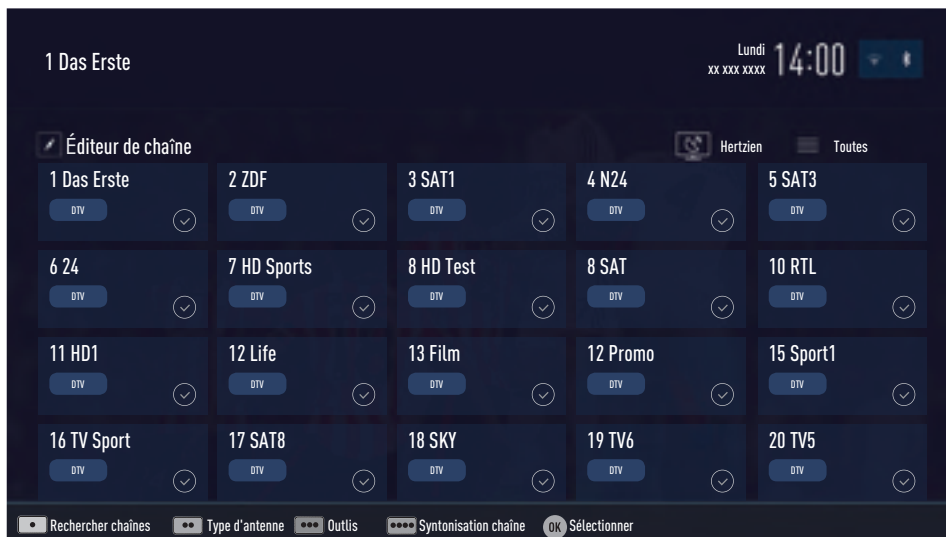 1 Das Erste
Lundi
xx xxx xxxx
14:00
Éditeur de chaîne
Hertzien
Toutes
1 Das Erste
2 ZDF
3 SAT1
4 N24
5 SAT3
DTV
DTV
DTV
DTV
DTV
6 24
7 HD Sports
8 HD Test
8 SAT
10 RTL
DTV
DTV
DTV
DTV
DTV
11 HD1
12 Life
13 Film
12 Promo
15 Sport1
DTV
DTV
DTV
DTV
DTV
16 TV Sport
17 SAT8
18 SKY
19 TV6
20 TV5
DTV
DTV
DTV
DTV
DTV
Rechercher chaînes
Type d'antenne
Outlis
Syntonisation chaîne
OK Sélectionner